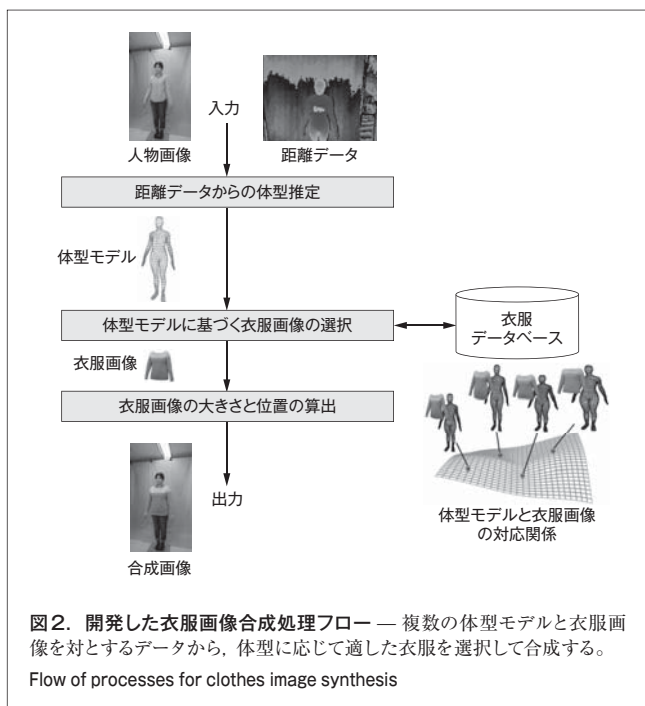 入力
人物画像
距離データ
距離データからの体型推定
体型モデル
体型モデルに基づく衣服画像の選択
衣服
データベース
衣服画像
衣服画像の大きさと位置の算出
出力
合成画像
体型モデルと衣服画像
の対応関係
図2．開発した衣服画像合成処理フロー — 複数の体型モデルと衣服画
像を対とするデータから，体型に応じて適した衣服を選択して合成する。
Flow of processes for clothes image synthesis